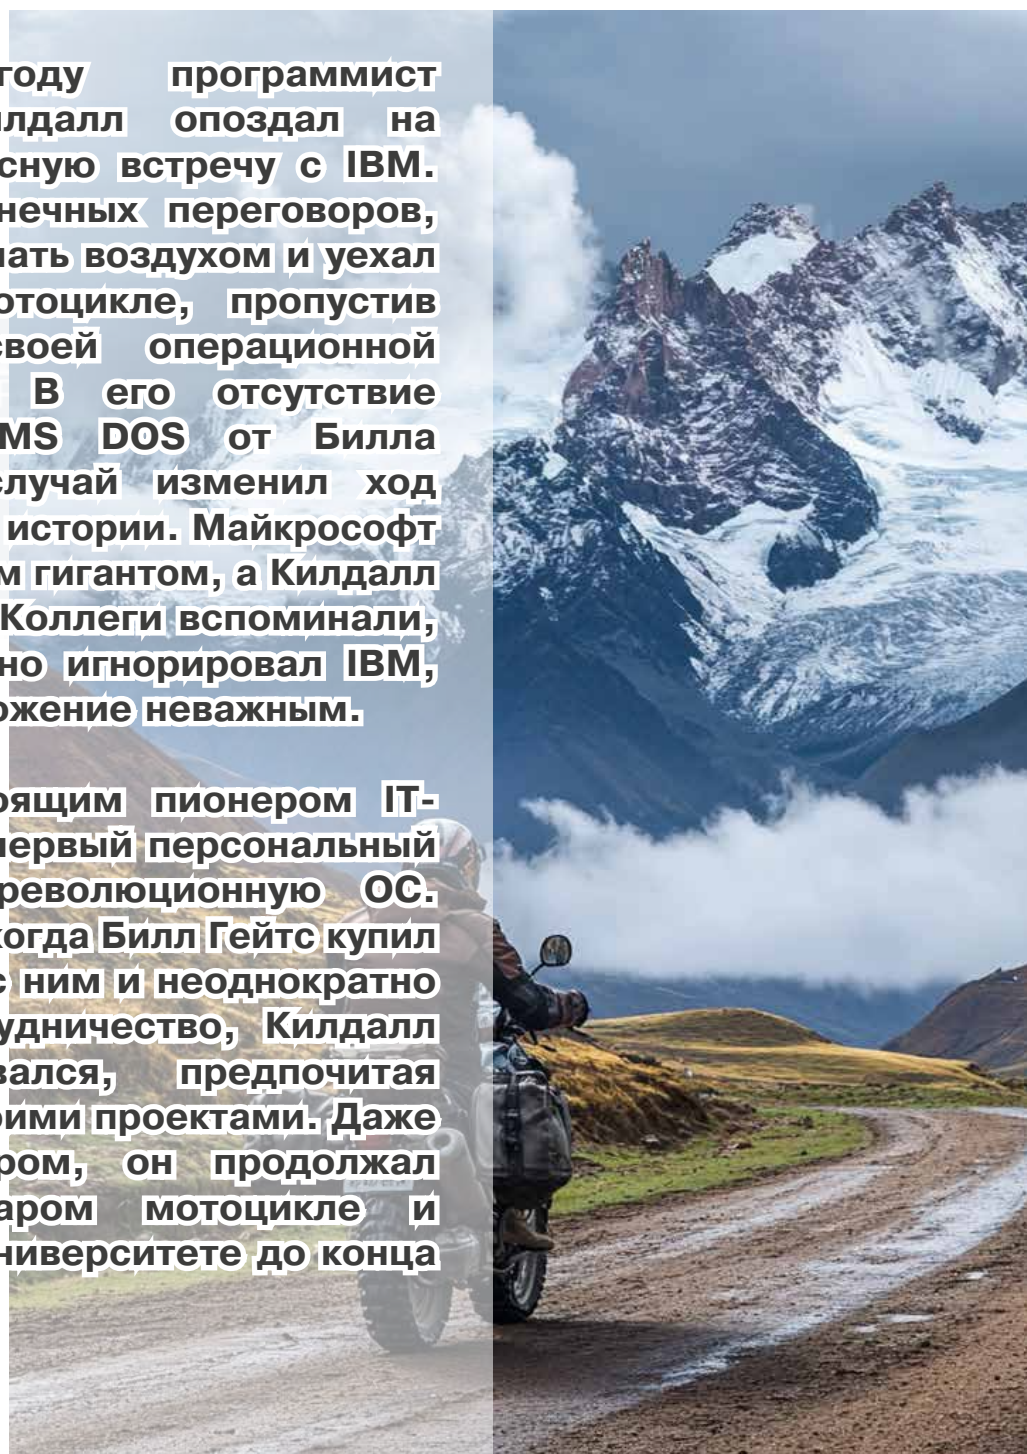 году программист
илдалл опоздал на
сную встречу с IBM.
нечных переговоров,
шать воздухом и уехал
отоцикле, пропустив
своей операционной
В его отсутствие
MS DOS от Билла
случай изменил ход
истории. Майкрософт
м гигантом, а Килдалл
Коллеги вспоминали,
но игнорировал IBM,
ожение неважным.
оящим пионером IT-
первый персональный
революционную ОС.
когда Билл Гейтс купил
с ним и неоднократно
удничество, Килдалл
вался, предпочитая
оими проектами. Даже
ром, он продолжал
аром мотоцикле и
ниверситете до конца